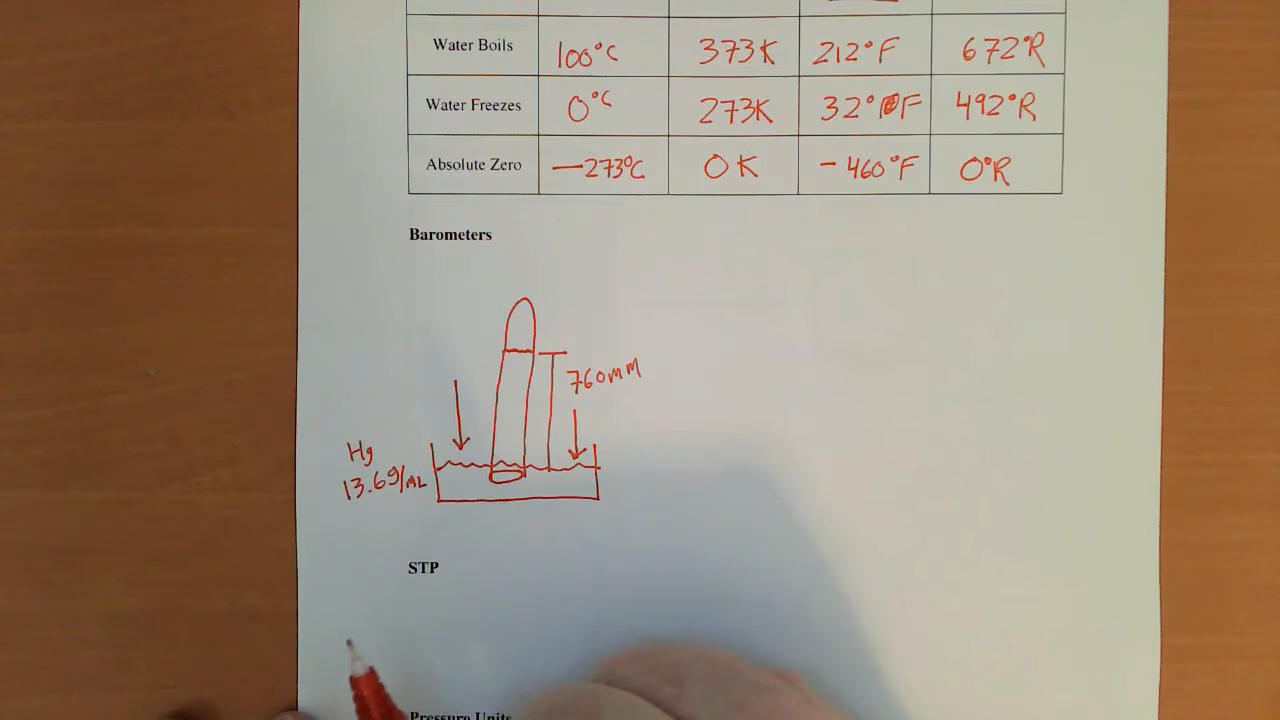 Water Boils 100°C 373K 212°F 672°R
Water Freezes 0°C 273K 32°F 492°R
Absolute Zero -273°C 0K -460°F 0°R
Barometers
760mm
Hg
13.6g/mL
STP
Pressure Units